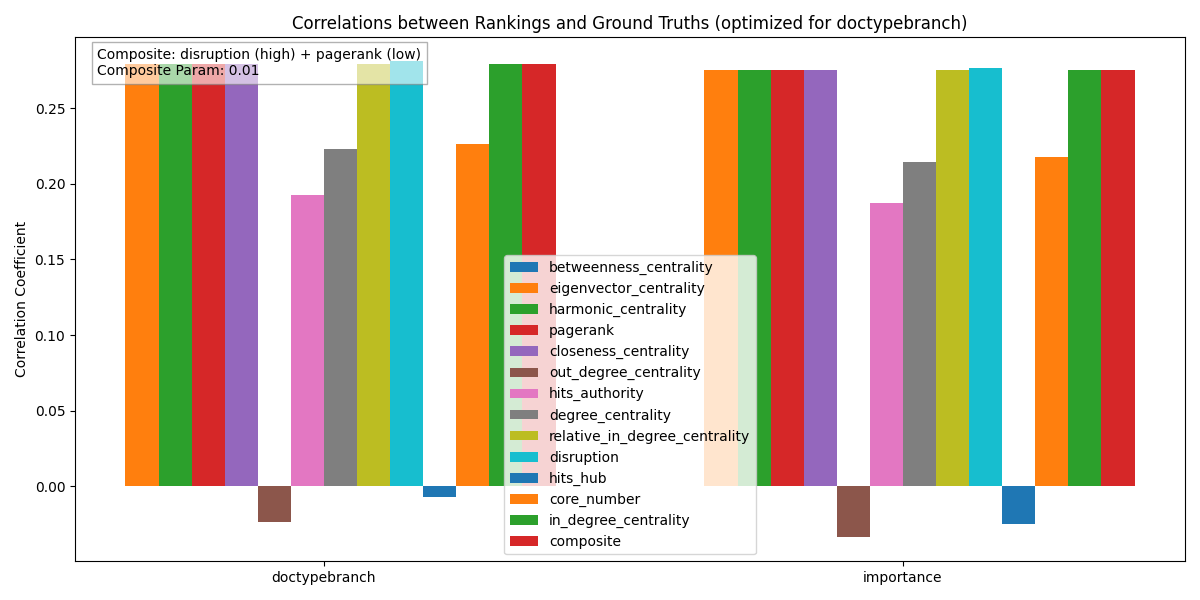 Correlations between Rankings and Ground Truths (optimized for doctypebranch)
Composite: disruption (high) + pagerank (low)
Composite Param: 0.01
Correlation Coefficient
0.25
0.20
0.15
0.10
0.05
0.00
betweenness_centrality
eigenvector_centrality
harmonic_centrality
pagerank
closeness_centrality
out_degree_centrality
hits_authority
degree_centrality
relative_in_degree_centrality
disruption
hits_hub
core_number
in_degree_centrality
composite
doctypebranch
importance